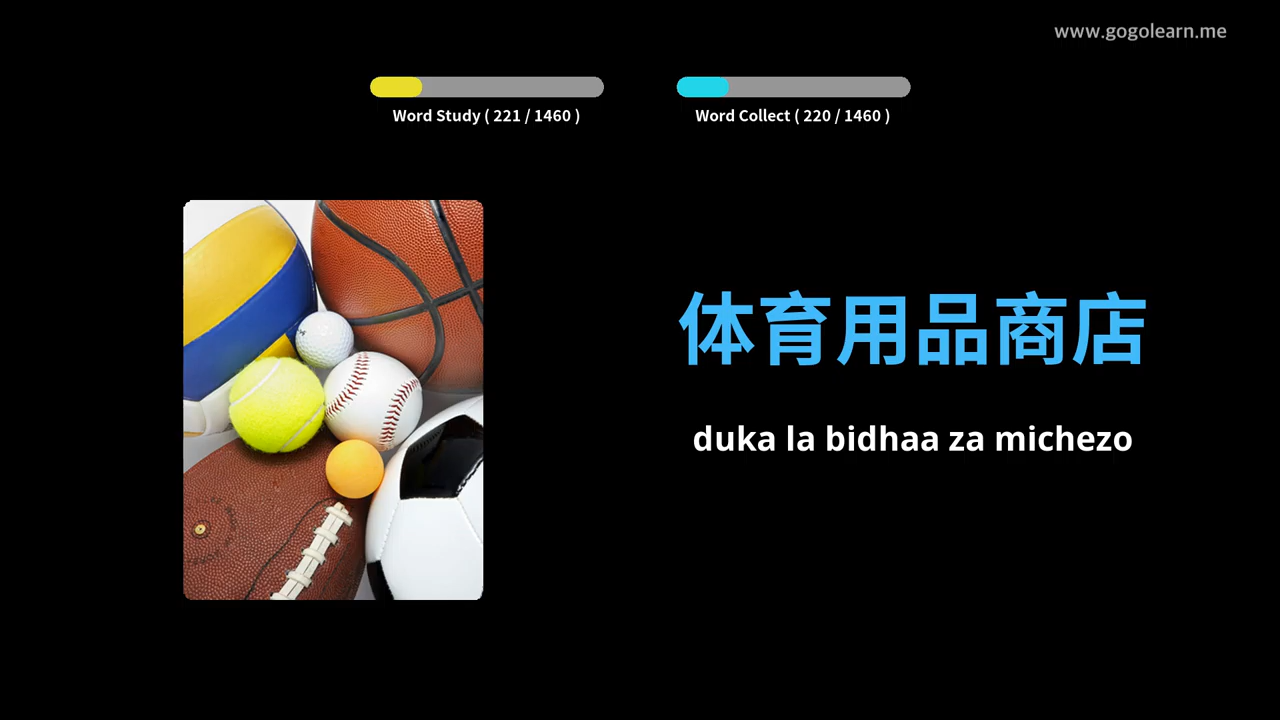 www.gogolearn.me
Word Study ( 221 / 1460 )
Word Collect ( 220 / 1460 )
体育用品商店
duka la bidhaa za michezo